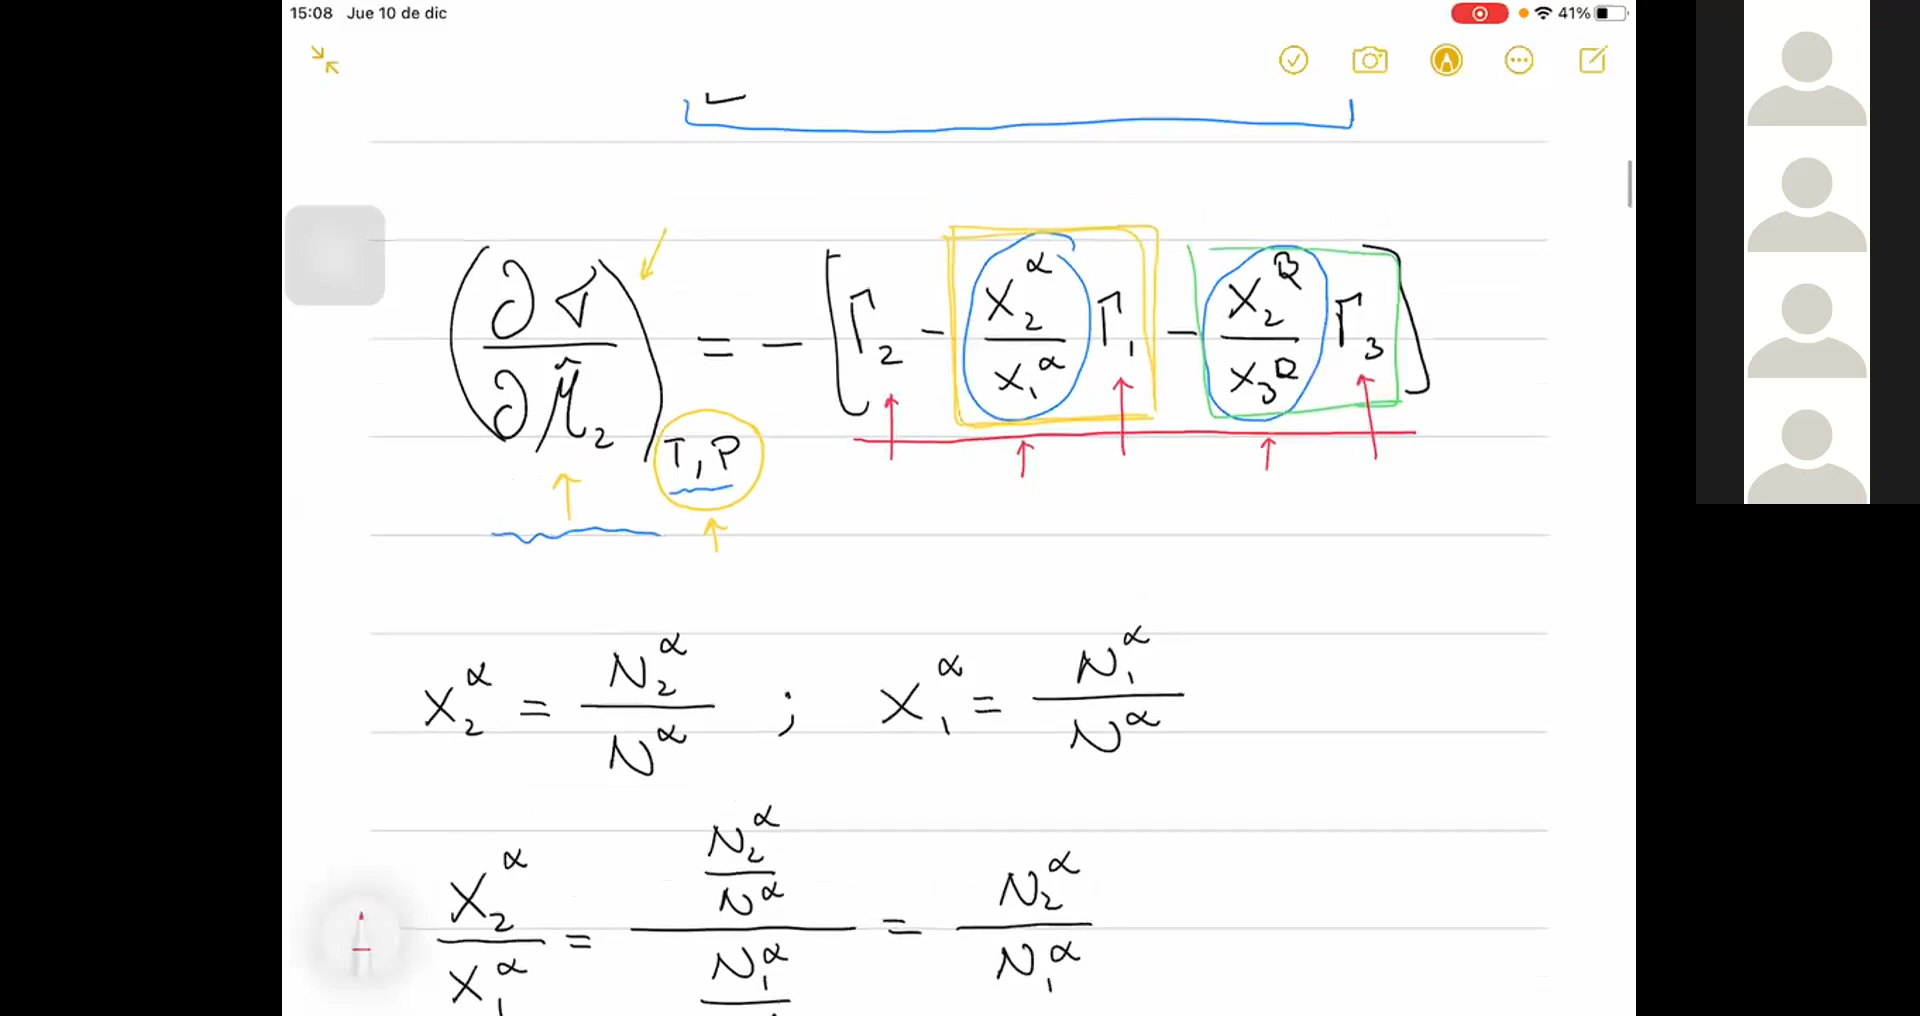 15:08 Jue 10 de dic 41%
(∂σ/∂μ̃₂)T,P = - [Γ₂ - (X₂^α/X₁^α) Γ₁ - (X₂^β/X₃^β) Γ₃]
X₂^α = N₂^α/N^α ; X₁^α = N₁^α/N^α
X₂^α/X₁^α = (N₂^α/N^α)/(N₁^α/ = N₂^α/N₁^α